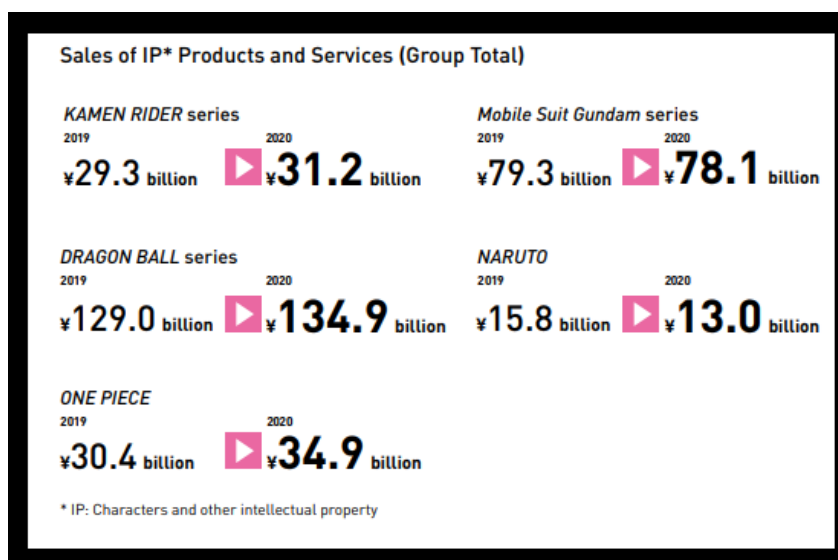 Sales of IP* Products and Services (Group Total)
KAMEN RIDER series
2019 2020
¥29.3 billion ¥31.2 billion
Mobile Suit Gundam series
2019 2020
¥79.3 billion ¥78.1 billion
DRAGON BALL series
2019 2020
¥129.0 billion ¥134.9 billion
NARUTO
2019 2020
¥15.8 billion ¥13.0 billion
ONE PIECE
2019 2020
¥30.4 billion ¥34.9 billion
* IP: Characters and other intellectual property